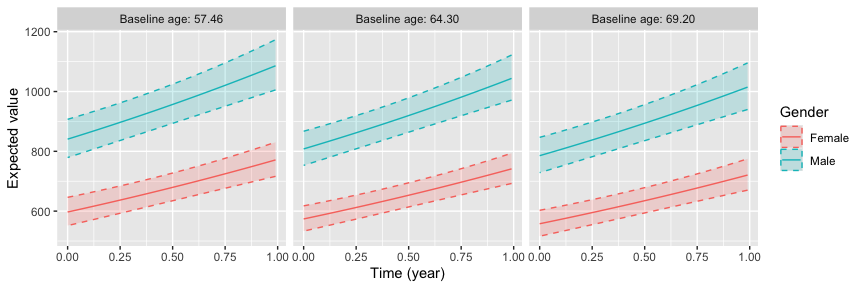 Baseline age: 57.46
Baseline age: 64.30
Baseline age: 69.20
Expected value
1200
1000
800
600
0.00 0.25 0.50 0.75 1.00
0.00 0.25 0.50 0.75 1.00
0.00 0.25 0.50 0.75 1.00
Time (year)
Gender
Female
Male